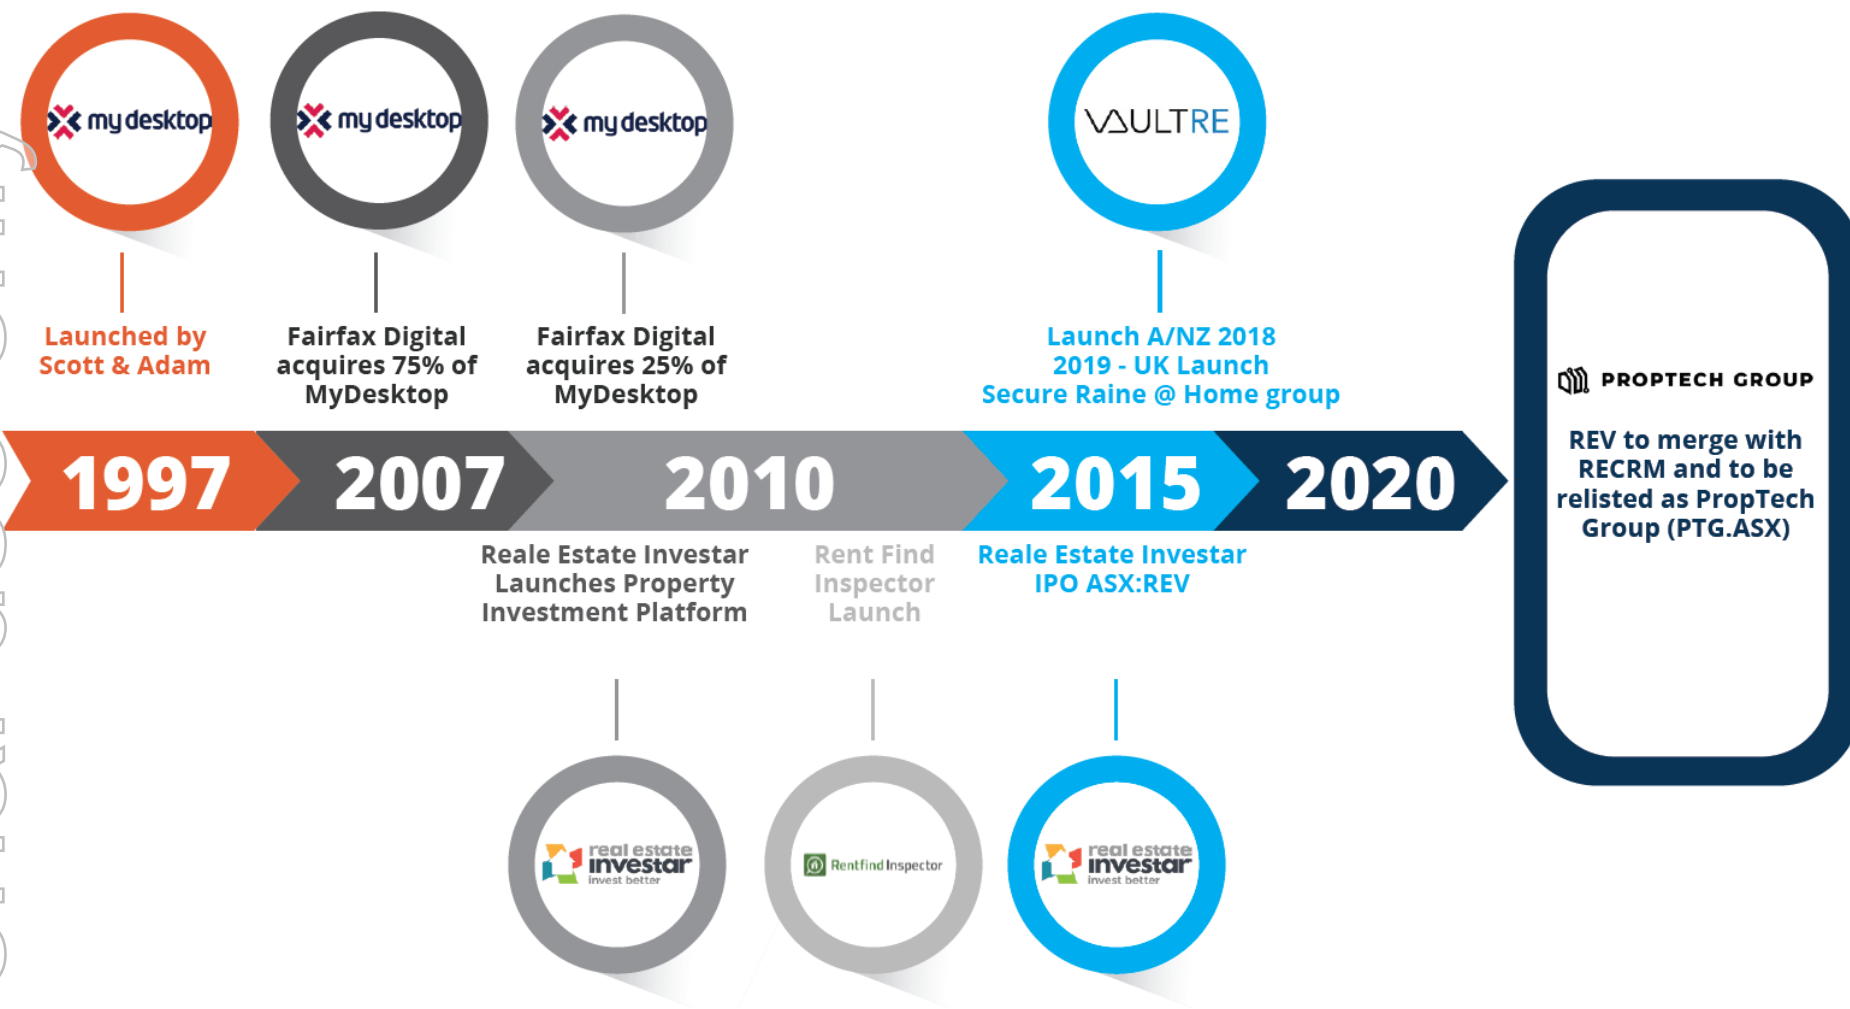 my desktop
my desktop
my desktop
VAULTRE
Launched by
Scott & Adam
Fairfax Digital
acquires 75% of
MyDesktop
Fairfax Digital
acquires 25% of
MyDesktop
Launch A/NZ 2018
2019 - UK Launch
Secure Raine @ Home group
1997
2007
2010
2015
2020
PROPTECH GROUP
REV to merge with
RECRM and to be
relisted as PropTech
Group (PTG.ASX)
Reale Estate Investar
Launches Property
Investment Platform
Rent Find
Inspector
Launch
Reale Estate Investar
IPO ASX:REV
real estate
investar
invest better
Rentfind Inspector
real estate
investar
invest better